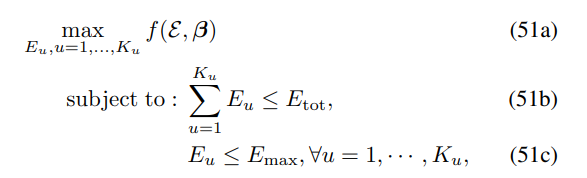 max f(ℰ, β) (51a)
E_u,u=1,...,K_u
subject to : ∑_{u=1}^{K_u} E_u ≤ E_tot, (51b)
E_u ≤ E_max, ∀u = 1, ⋯ , K_u, (51c)